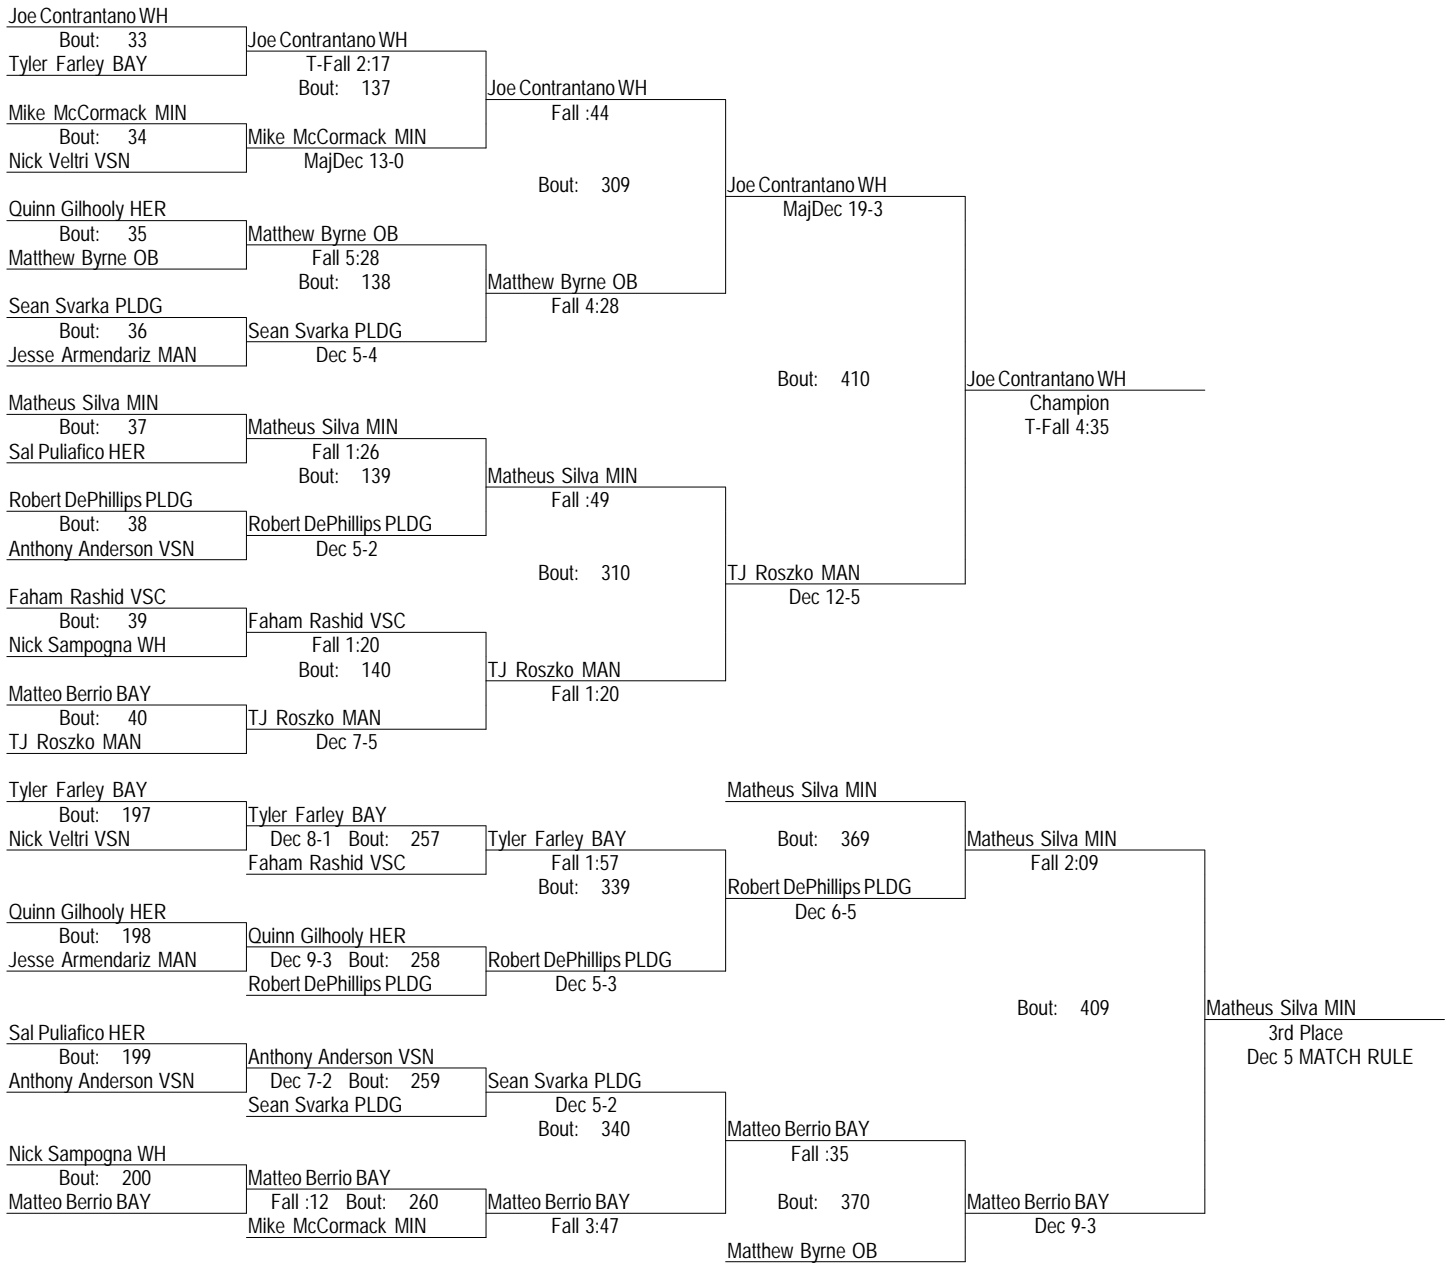 Joe Contrantano WH
Bout: 33
Joe Contrantano WH
Tyler Farley BAY
T-Fall 2:17
Bout: 137
Joe Contrantano WH
Mike McCormack MIN
Fall :44
Bout: 34
Mike McCormack MIN
Nick Veltri VSN
MajDec 13-0
Bout: 309
Joe Contrantano WH
Quinn Gilhooly HER
MajDec 19-3
Bout: 35
Matthew Byrne OB
Matthew Byrne OB
Fall 5:28
Bout: 138
Matthew Byrne OB
Sean Svarka PLDG
Fall 4:28
Bout: 36
Sean Svarka PLDG
Jesse Armendariz MAN
Dec 5-4
Bout: 410
Joe Contrantano WH
Matheus Silva MIN
Champion
Bout: 37
Matheus Silva MIN
T-Fall 4:35
Sal Puliafico HER
Fall 1:26
Bout: 139
Matheus Silva MIN
Robert DePhillips PLDG
Fall :49
Bout: 38
Robert DePhillips PLDG
Anthony Anderson VSN
Dec 5-2
Bout: 310
TJ Roszko MAN
Faham Rashid VSC
Dec 12-5
Bout: 39
Faham Rashid VSC
Nick Sampogna WH
Fall 1:20
Bout: 140
TJ Roszko MAN
Matteo Berrio BAY
Fall 1:20
Bout: 40
TJ Roszko MAN
TJ Roszko MAN
Dec 7-5
Tyler Farley BAY
Matheus Silva MIN
Bout: 197
Tyler Farley BAY
Nick Veltri VSN
Dec 8-1 Bout: 257
Tyler Farley BAY
Bout: 369
Matheus Silva MIN
Faham Rashid VSC
Fall 1:57
Fall 2:09
Bout: 339
Robert DePhillips PLDG
Quinn Gilhooly HER
Dec 6-5
Bout: 198
Quinn Gilhooly HER
Jesse Armendariz MAN
Dec 9-3 Bout: 258
Robert DePhillips PLDG
Robert DePhillips PLDG
Dec 5-3
Bout: 409
Matheus Silva MIN
Sal Puliafico HER
3rd Place
Bout: 199
Anthony Anderson VSN
Dec 5 MATCH RULE
Anthony Anderson VSN
Dec 7-2 Bout: 259
Sean Svarka PLDG
Sean Svarka PLDG
Dec 5-2
Bout: 340
Matteo Berrio BAY
Nick Sampogna WH
Fall :35
Bout: 200
Matteo Berrio BAY
Matteo Berrio BAY
Fall :12 Bout: 260
Matteo Berrio BAY
Bout: 370
Matteo Berrio BAY
Mike McCormack MIN
Fall 3:47
Dec 9-3
Matthew Byrne OB